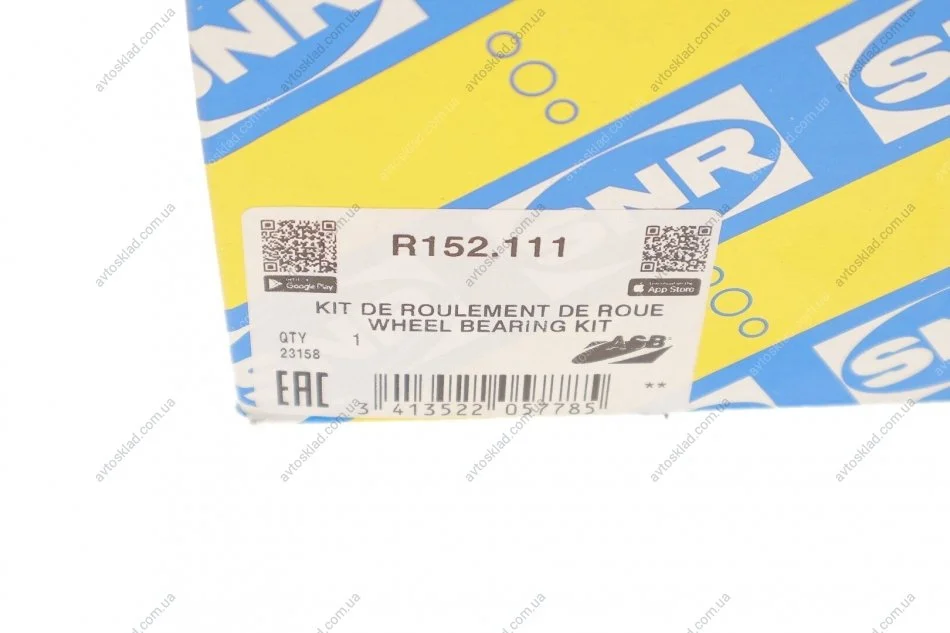 SNR
SNR
S
R152.111
Google Play
App Store
KIT DE ROULEMENT DE ROUE
WHEEL BEARING KIT
QTY 1
23158
ASB
EAC
**
3 413522 057785
SNR
avtosklad.com.ua